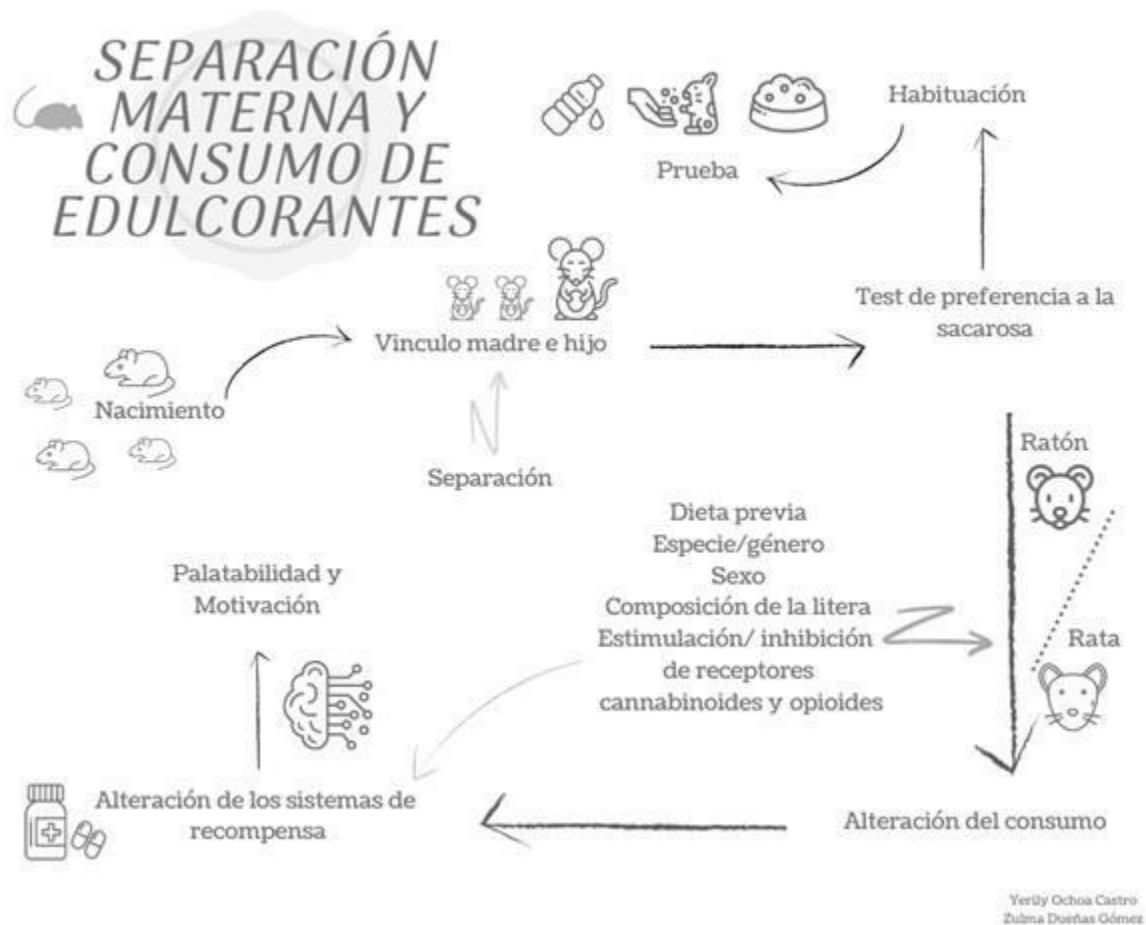 SEPARACIÓN
MATERNA Y
CONSUMO DE
EDULCORANTES
Habituación
Prueba
Test de preferencia a la
sacarosa
Vinculo madre e hijo
Nacimiento
Separación
Ratón
Rata
Dieta previa
Especie/género
Sexo
Composición de la litera
Estimulación/ inhibición
de receptores
cannabinoides y opioides
Palatabilidad y
Motivación
Alteración de los sistemas de
recompensa
Alteración del consumo
Yerily Ochoa Castro
Zulma Dueñas Gómez